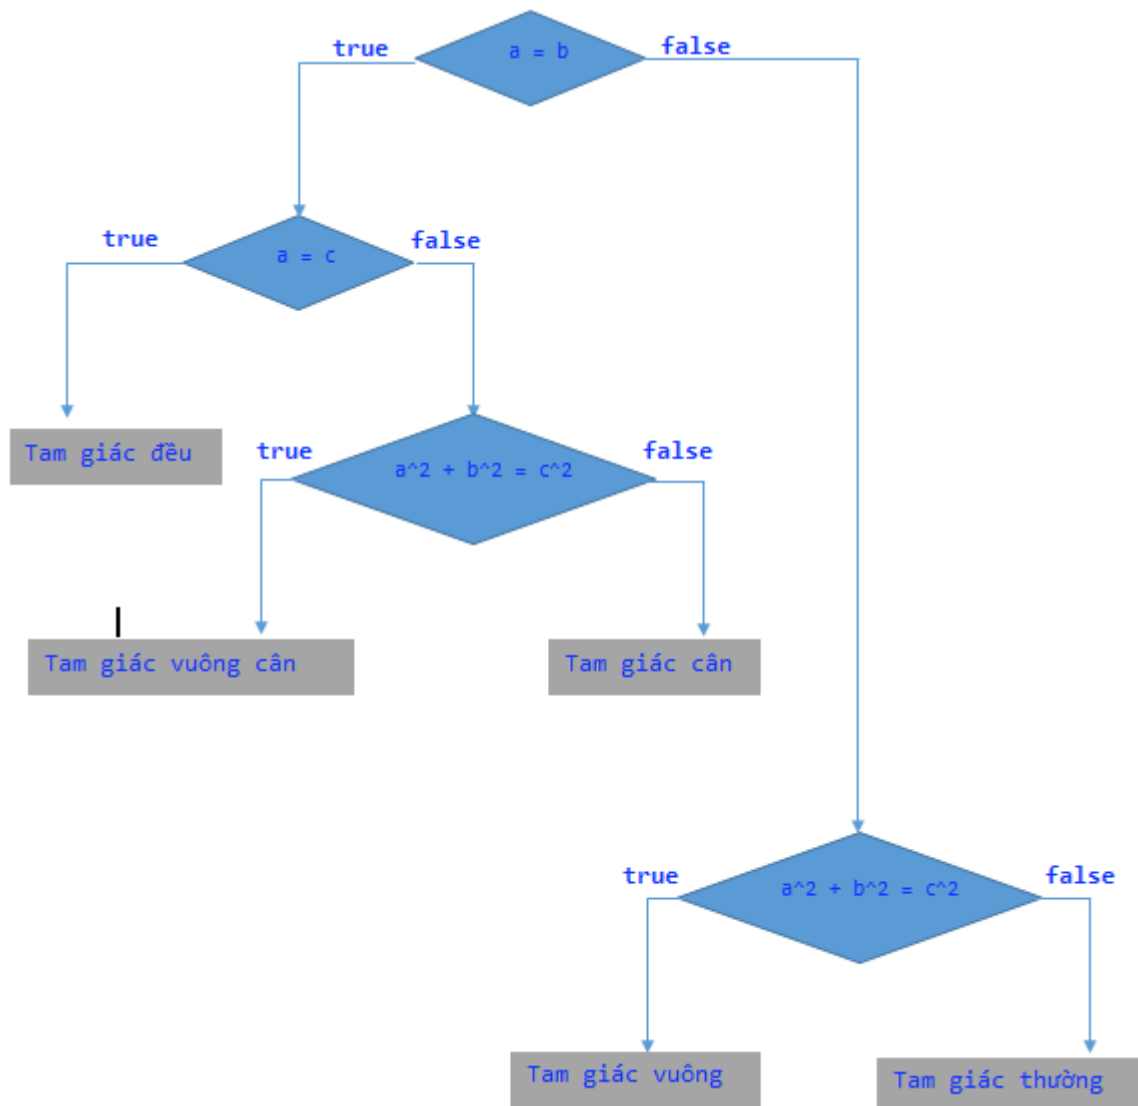 true
a = b
false
true
a = c
false
Tam giác đều
true
a^2 + b^2 = c^2
false
Tam giác vuông cân
Tam giác cân
true
a^2 + b^2 = c^2
false
Tam giác vuông
Tam giác thường